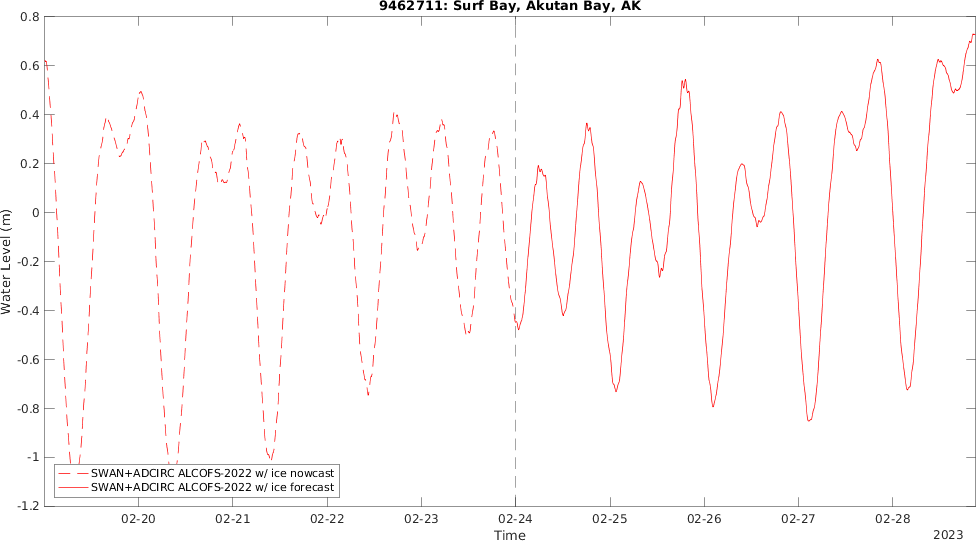 9462711: Surf Bay, Akutan Bay, AK
Water Level (m)
0.8
0.6
0.4
0.2
0
-0.2
-0.4
-0.6
-0.8
-1
-1.2
SWAN+ADCIRC ALCOFS-2022 w/ ice nowcast
SWAN+ADCIRC ALCOFS-2022 w/ ice forecast
02-20 02-21 02-22 02-23 02-24 02-25 02-26 02-27 02-28
Time
2023